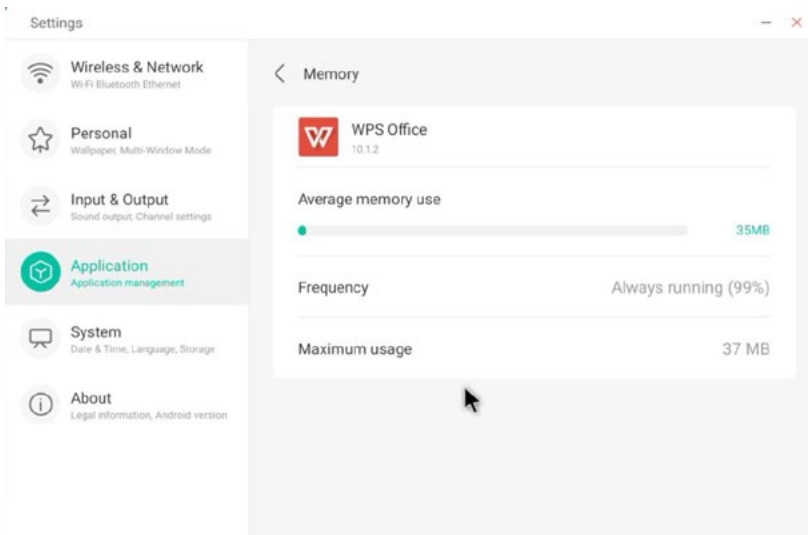 Settings
Wireless & Network
Wi-Fi Bluetooth Ethernet
Personal
Wallpaper, Multi-Window Mode
Input & Output
Sound output, Channel settings
Application
Application management
System
Date & Time, Language, Storage
About
Legal information, Android version
Memory
WPS Office
10.1.2
Average memory use
35MB
Frequency
Always running (99%)
Maximum usage
37 MB